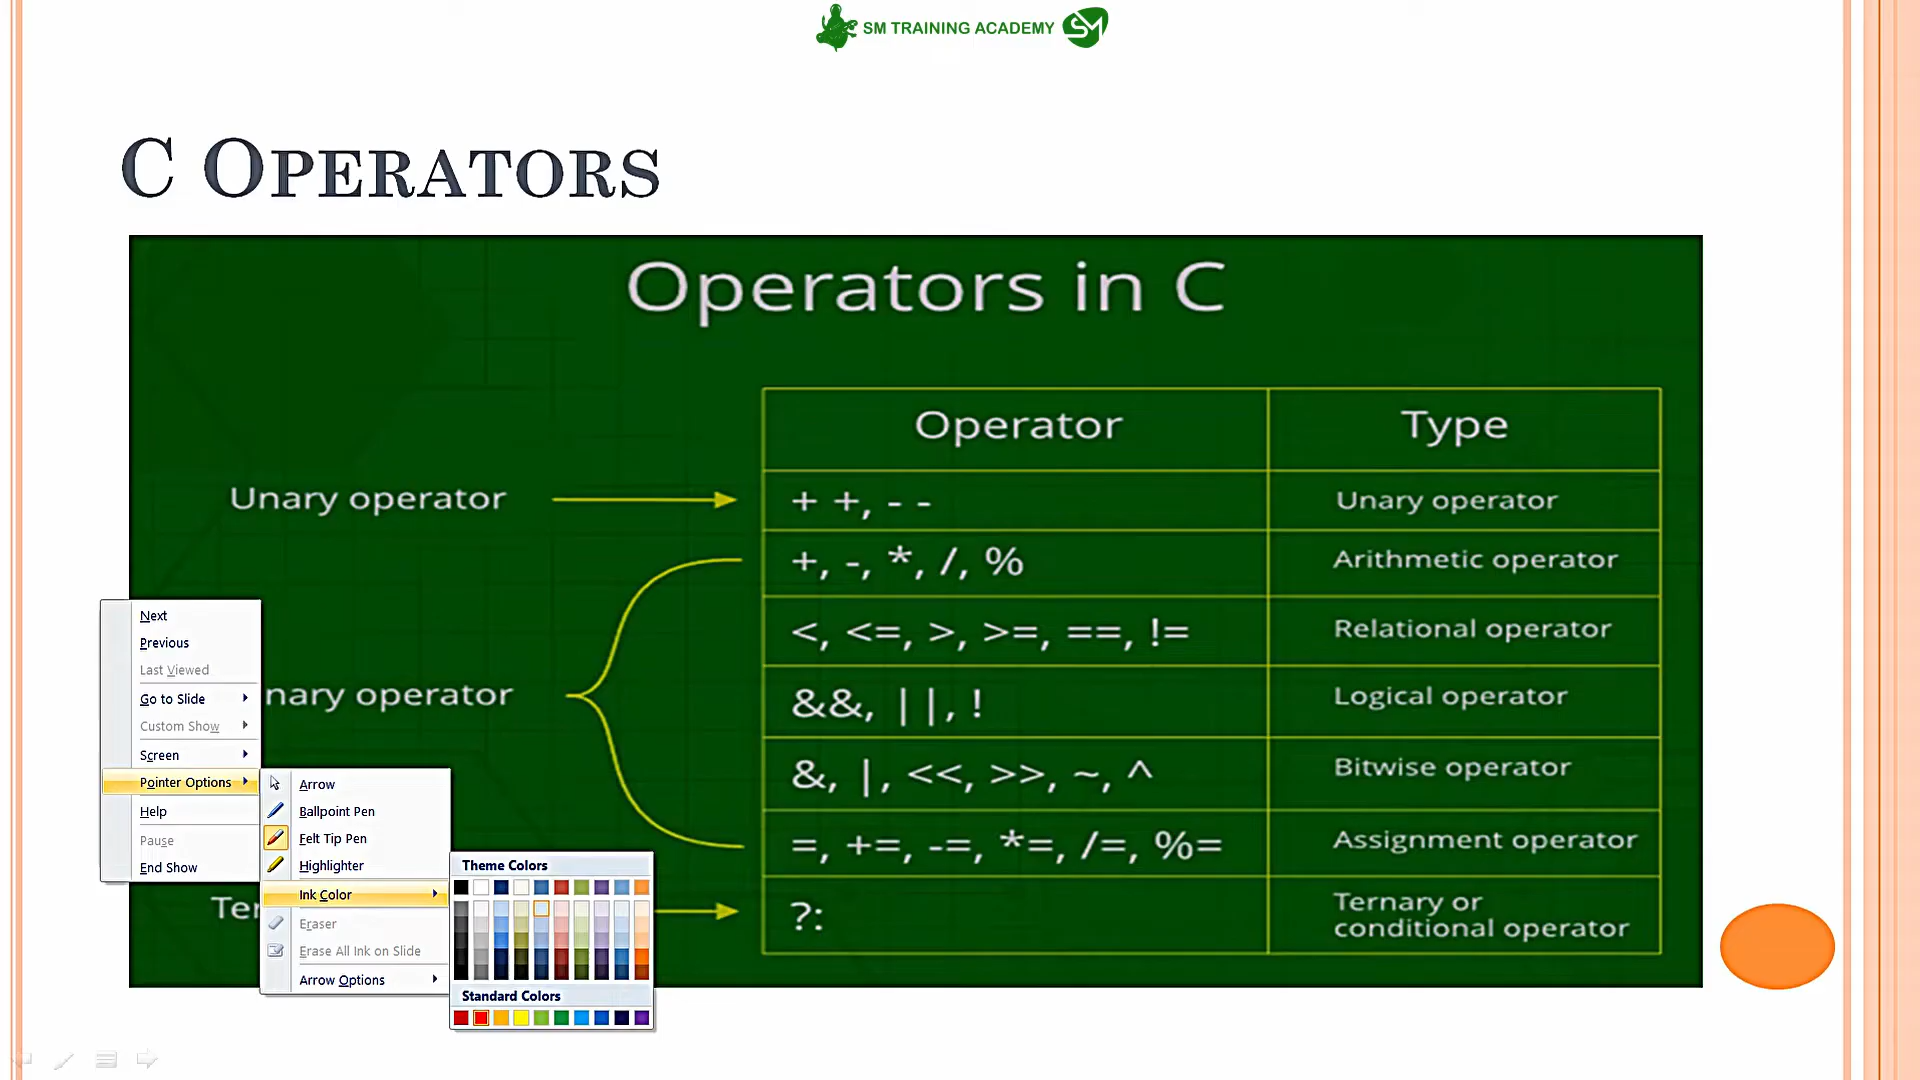 SM TRAINING ACADEMY SM
C OPERATORS
Operators in C
Operator Type
Unary operator + +, - - Unary operator
+, -, *, /, % Arithmetic operator
<, <=, >, >=, ==, != Relational operator
nary operator &&, ||, ! Logical operator
&, |, <<, >>, ~, ^ Bitwise operator
=, +=, -=, *=, /=, %= Assignment operator
Ter ?: Ternary or
conditional operator
Next
Previous
Last Viewed
Go to Slide
Custom Show
Screen
Pointer Options
Help
Pause
End Show
Arrow
Ballpoint Pen
Felt Tip Pen
Highlighter
Ink Color
Eraser
Erase All Ink on Slide
Arrow Options
Theme Colors
Standard Colors